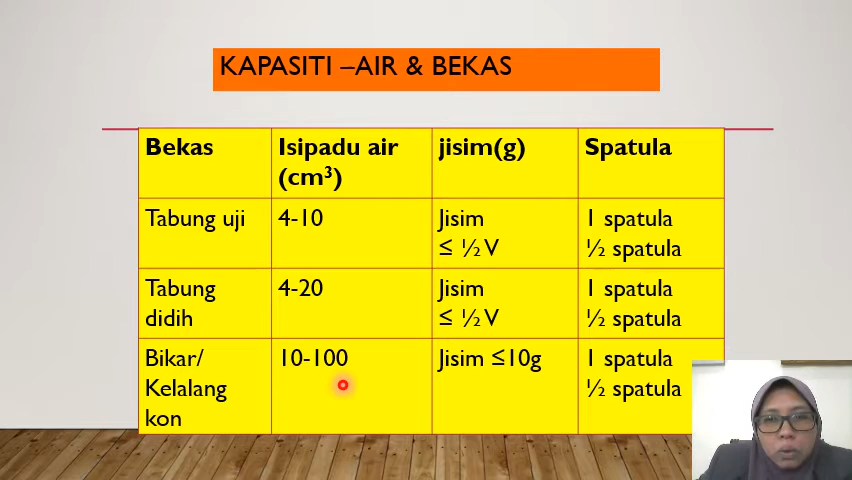 KAPASITI –AIR & BEKAS
Bekas
Isipadu air
(cm³)
jisim(g)
Spatula
Tabung uji
4-10
Jisim
≤ ½ V
1 spatula
½ spatula
Tabung
didih
4-20
Jisim
≤ ½ V
1 spatula
½ spatula
Bikar/
Kelalang
kon
10-100
Jisim ≤10g
1 spatula
½ spatula